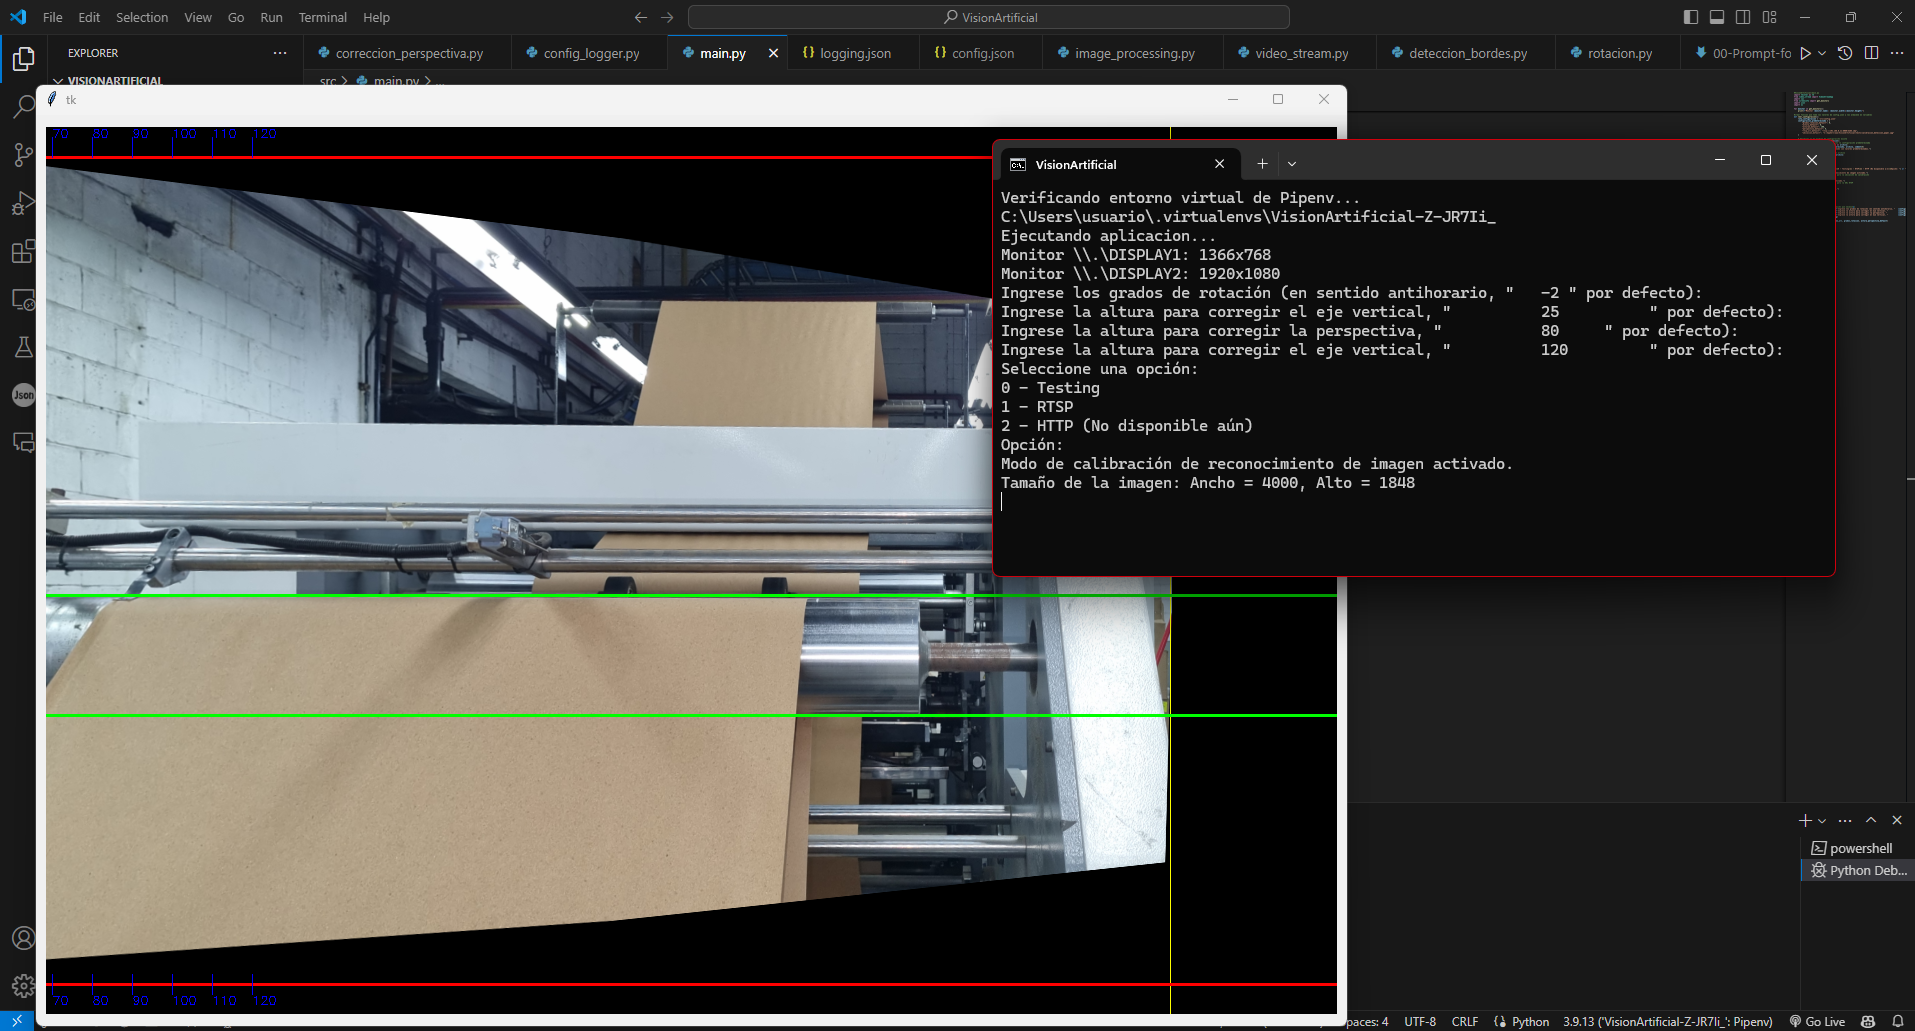 File Edit Selection View Go Run Terminal Help
VisionArtificial
EXPLORER
correccion_perspectiva.py
config_logger.py
main.py
logging.json
config.json
image_processing.py
video_stream.py
deteccion_bordes.py
rotacion.py
00-Prompt-fo
VISIONARTIFICIAL
src > main.py > ...
tk
70 80 90 100 110 120
VisionArtificial
Verificando entorno virtual de Pipenv...
C:\Users\usuario\.virtualenvs\VisionArtificial-Z-JR7Ii_
Ejecutando aplicacion...
Monitor \\.\DISPLAY1: 1366x768
Monitor \\.\DISPLAY2: 1920x1080
Ingrese los grados de rotación (en sentido antihorario, "   -2 " por defecto):
Ingrese la altura para corregir el eje vertical, "          25          " por defecto):
Ingrese la altura para corregir la perspectiva, "           80     " por defecto):
Ingrese la altura para corregir el eje vertical, "          120         " por defecto):
Seleccione una opción:
0 - Testing
1 - RTSP
2 - HTTP (No disponible aún)
Opción:
Modo de calibración de reconocimiento de imagen activado.
Tamaño de la imagen: Ancho = 4000, Alto = 1848
Json
powershell
Python Deb...
70 80 90 100 110 120
paces: 4 UTF-8 CRLF Python 3.9.13 ('VisionArtificial-Z-JR7Ii_': Pipenv) Go Live